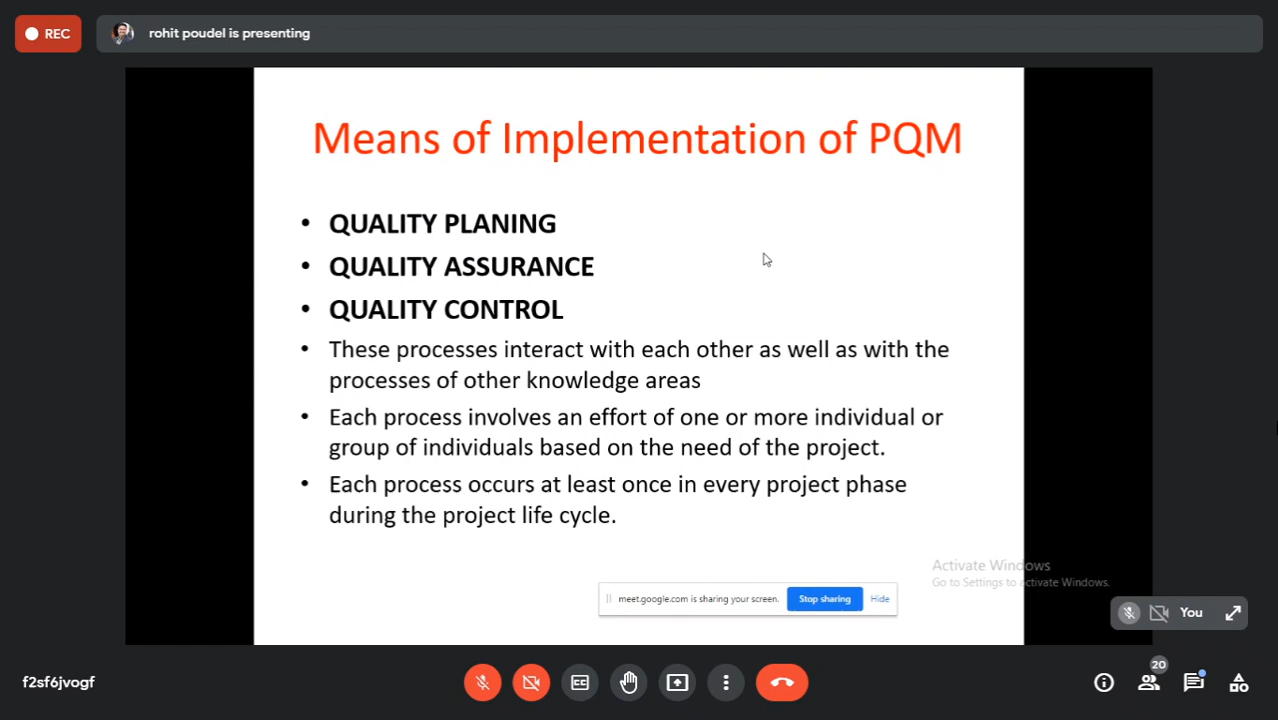 REC
rohit poudel is presenting
Means of Implementation of PQM
• QUALITY PLANING
• QUALITY ASSURANCE
• QUALITY CONTROL
• These processes interact with each other as well as with the
processes of other knowledge areas
• Each process involves an effort of one or more individual or
group of individuals based on the need of the project.
• Each process occurs at least once in every project phase
during the project life cycle.
Activate Windows
Go to Settings to activate Windows.
meet.google.com is sharing your screen. Stop sharing Hide
You
20
f2sf6jvogf
CC